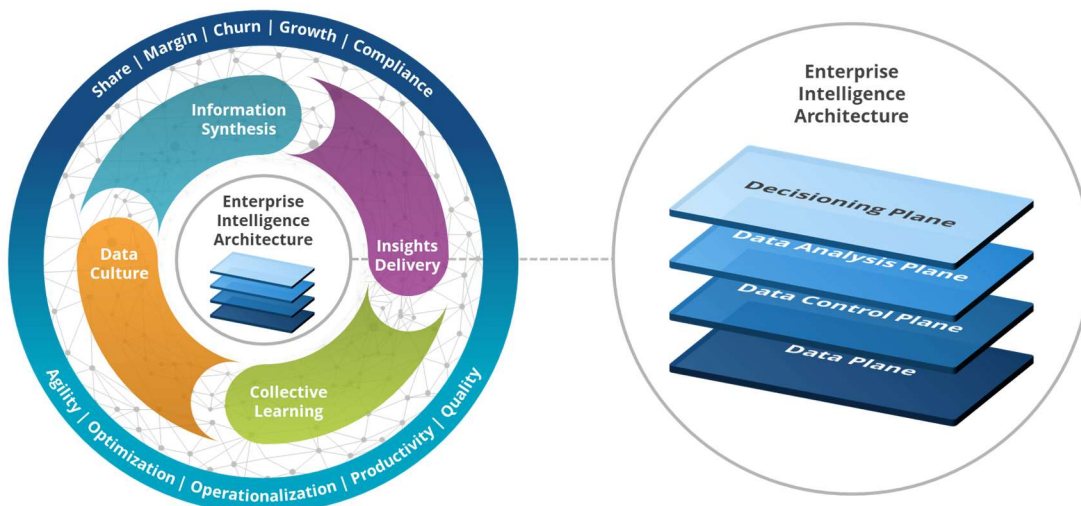 Share | Margin | Churn | Growth | Compliance
Information
Synthesis
Insights
Delivery
Collective
Learning
Data
Culture
Enterprise
Intelligence
Architecture
Agility | Optimization | Operationalization | Productivity | Quality
Enterprise
Intelligence
Architecture
Decisioning Plane
Data Analysis Plane
Data Control Plane
Data Plane